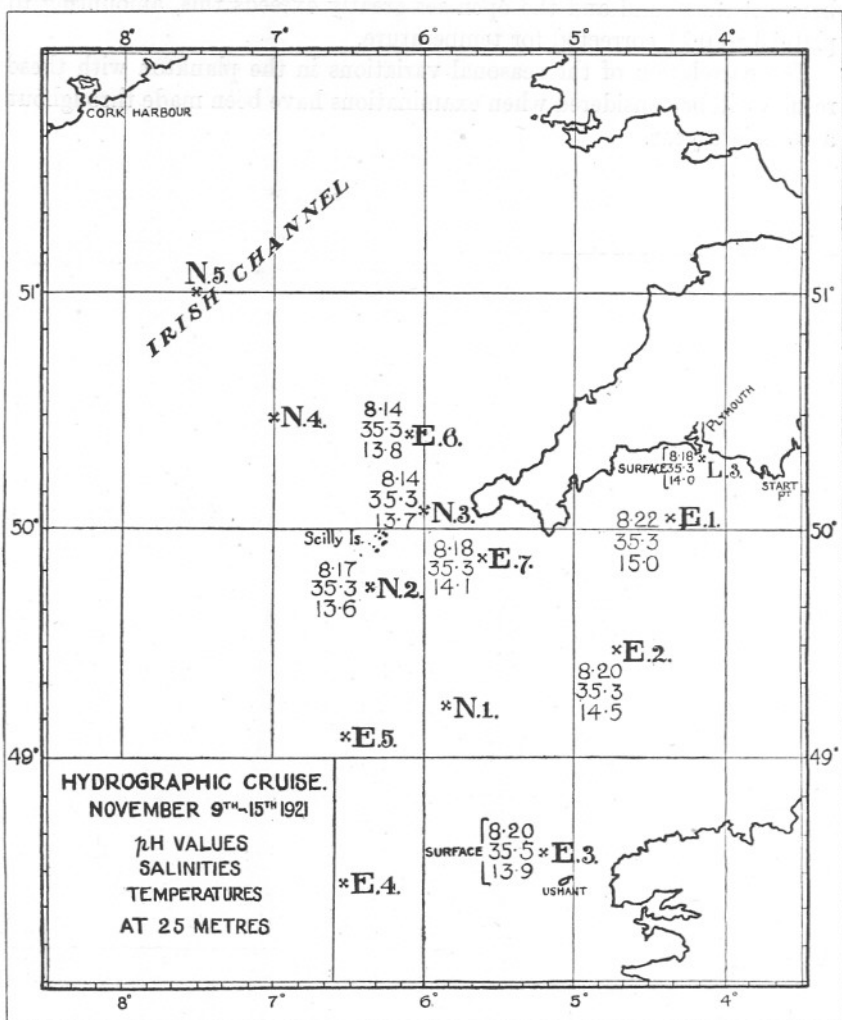 CORK HARBOUR
IRISH CHANNEL
N.5.
51°
51°
N.4.
8·14
35·3
13·8
E.6.
PLYMOUTH
SURFACE
8·18
35·3
14·0
L.3.
START
PT
8·14
35·3
13·7
N.3.
50°
50°
Scilly Is.
8·22
35·3
15·0
E.1.
8·18
35·3
14·1
E.7.
8·17
35·3
13·6
N.2.
E.2.
8·20
35·3
14·5
N.1.
E.5.
49°
49°
HYDROGRAPHIC CRUISE.
NOVEMBER 9TH-15TH 1921
pH VALUES
SALINITIES
TEMPERATURES
AT 25 METRES
SURFACE
8·20
35·5
13·9
E.3.
USHANT
E.4.
8°
7°
6°
5°
4°